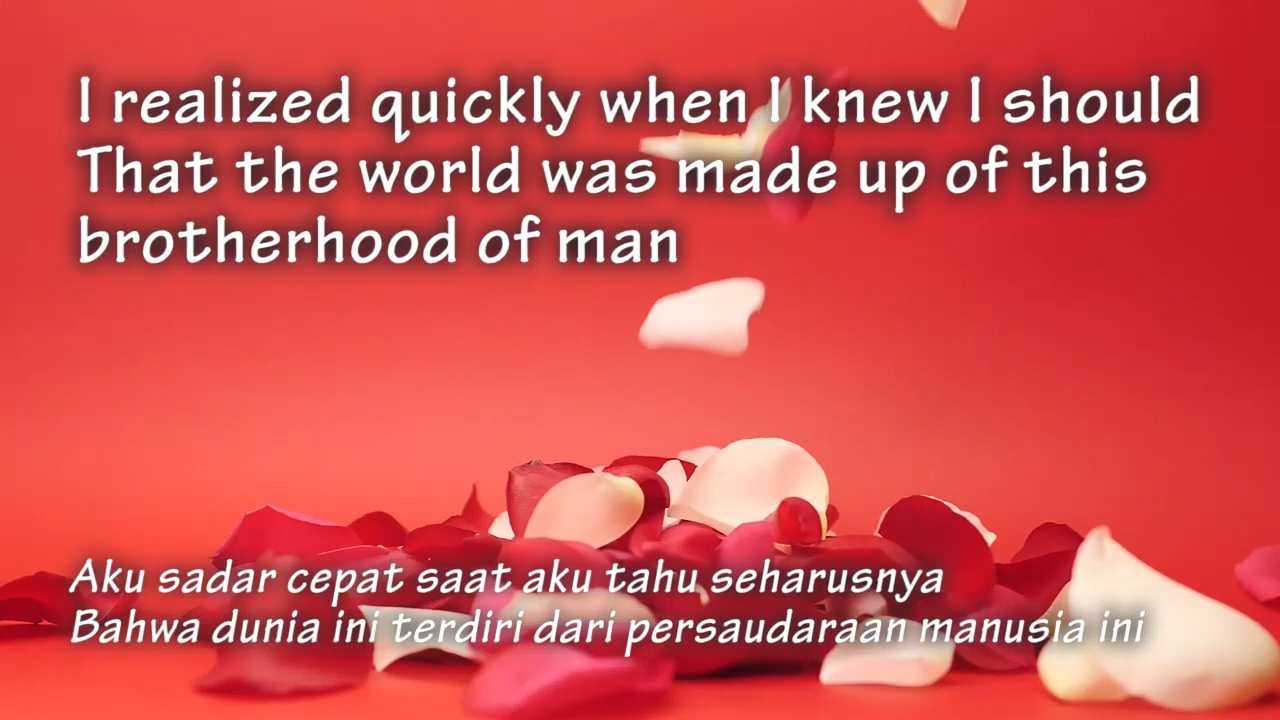 I realized quickly when I knew I should
That the world was made up of this
brotherhood of man
Aku sadar cepat saat aku tahu seharusnya
Bahwa dunia ini terdiri dari persaudaraan manusia ini